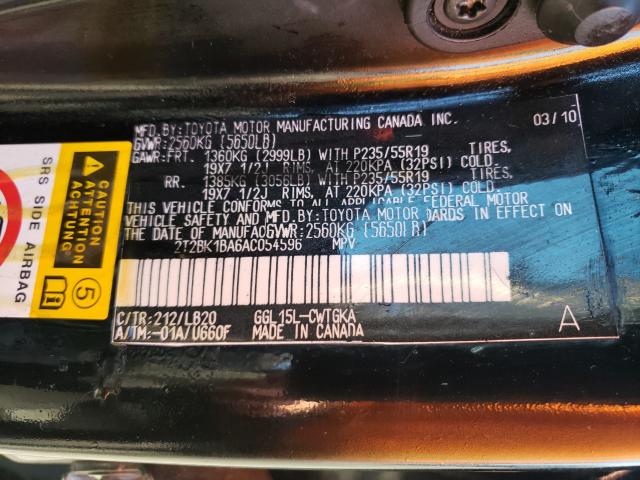 MFD.BY:TOYOTA MOTOR MANUFACTURING CANADA INC. 03/10
GVWR:2560KG (5650LB)
GAWR:FRT. 1360KG (2999LB) WITH P235/55R19 TIRES,
19X7 1/2J RIMS, AT 220KPA (32PSI) COLD.
RR. 1385KG (3056LB) WITH P235/55R19 TIRES,
19X7 1/2J RIMS, AT 220KPA (32PSI) COLD.
THIS VEHICLE CONFORMS TO ALL APPLICABLE FEDERAL MOTOR
VEHICLE SAFETY AND TOYOTA MOTOR DARDS IN EFFECT ON
THE DATE OF MANUFACGVWR:2560KG (5650LB)
2T2BK1BA6AC054596 MPV
C/TR:212/LB20 GGL15L-CWTGKA
A/TM:-01A/U660F MADE IN CANADA
A
SRS SIDE AIRBAG
CAUTION
ATTENTION
ACHTUNG
5